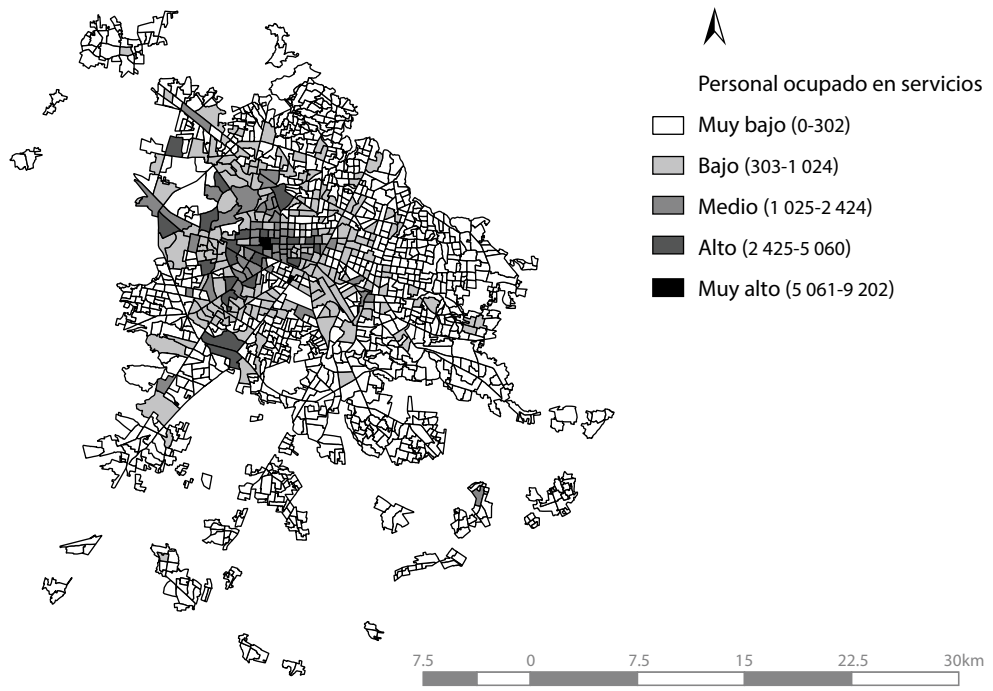 Personal ocupado en servicios
Muy bajo (0-302)
Bajo (303-1 024)
Medio (1 025-2 424)
Alto (2 425-5 060)
Muy alto (5 061-9 202)
7.5 0 7.5 15 22.5 30km